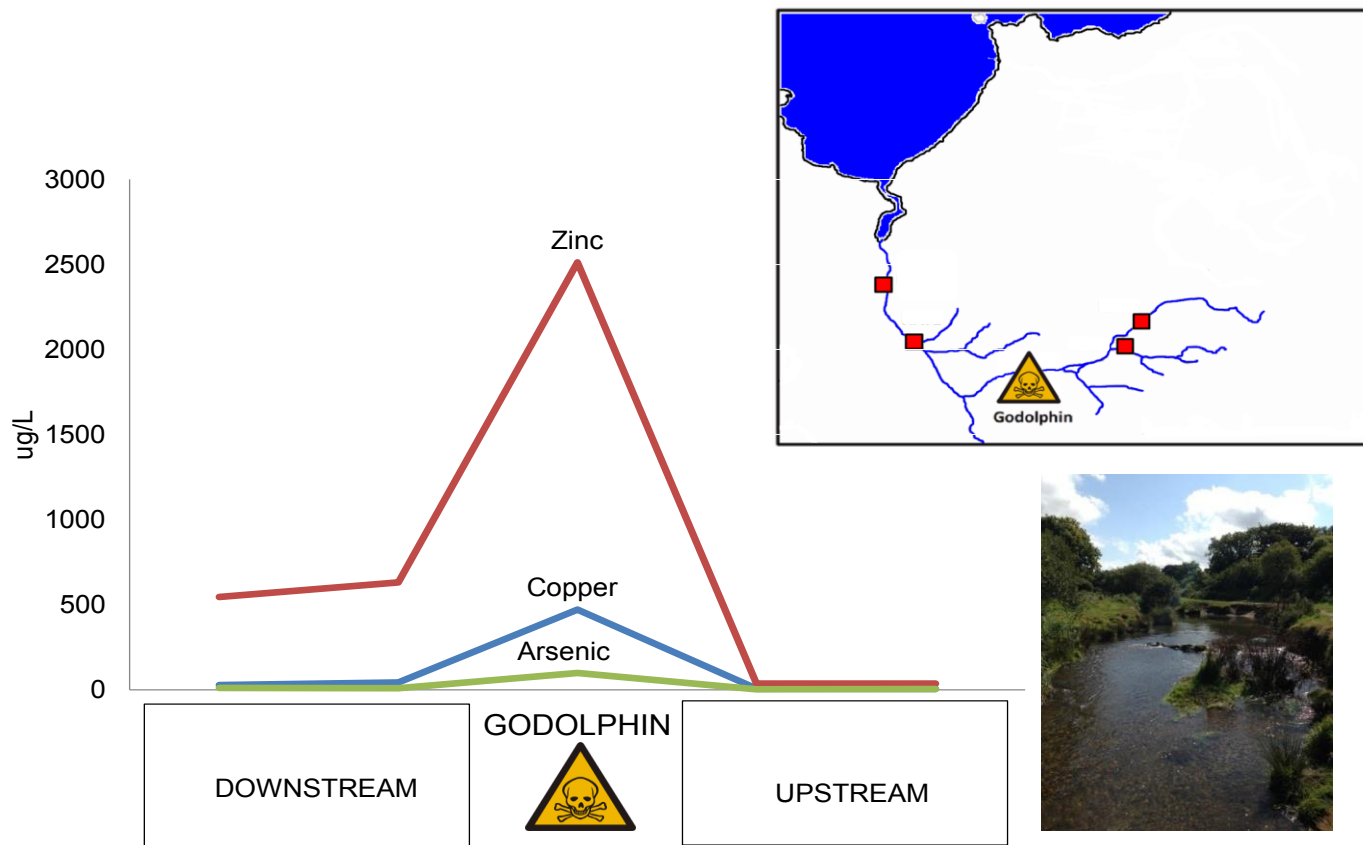 3000
2500
2000
1500
1000
500
0
ug/L
Zinc
Copper
Arsenic
DOWNSTREAM
GODOLPHIN
UPSTREAM
Godolphin